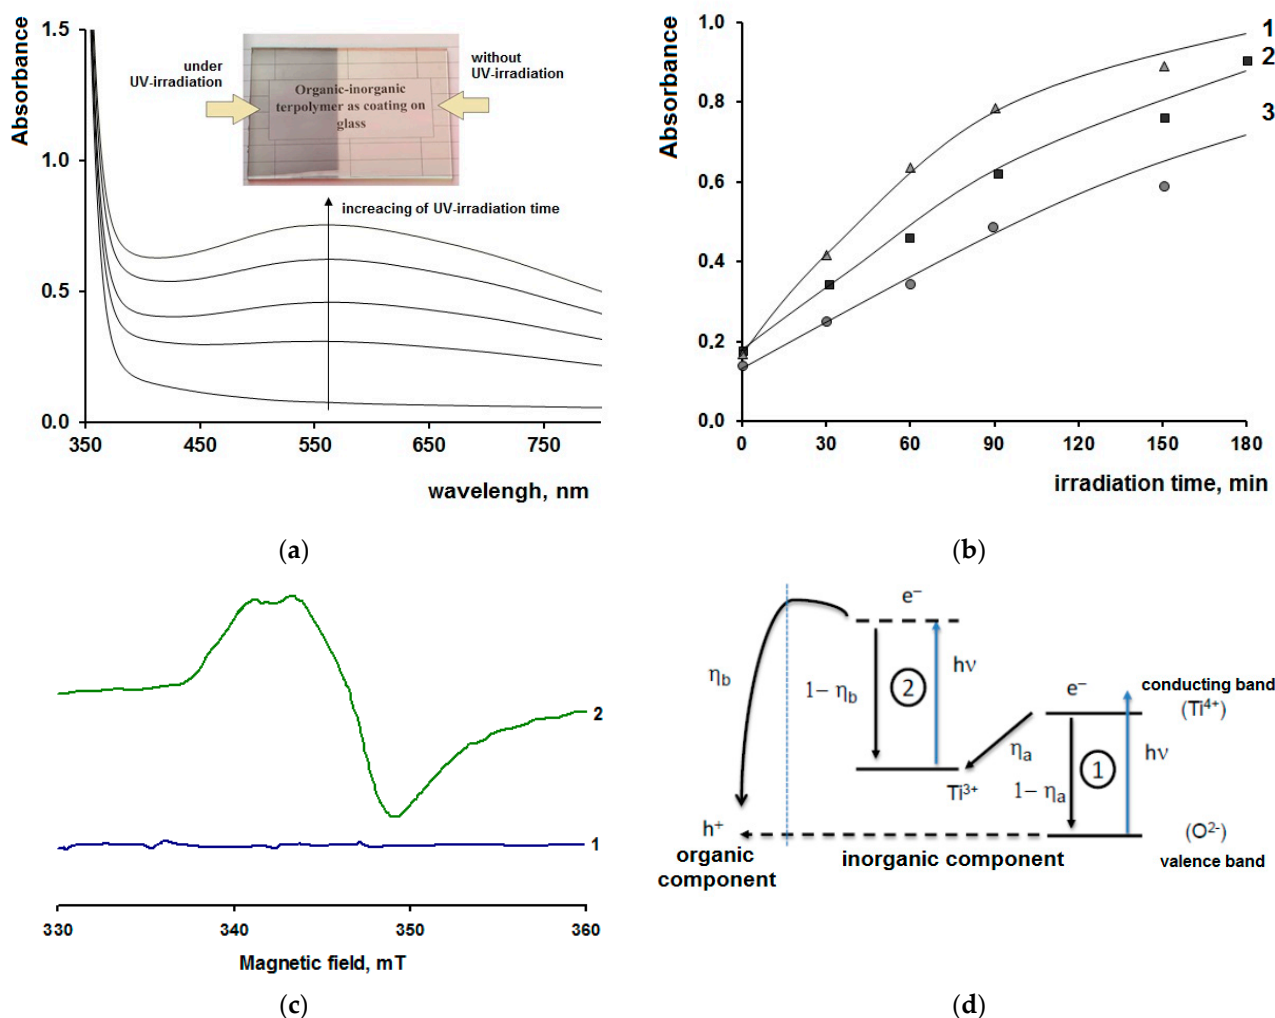 Absorbance
1.5
1.0
0.5
0.0
350
450
550
650
750
wavelengh, nm
under
UV-irradiation
without
UV-irradiation
Organic-inorganic
terpolymer as coating on
glass
increacing of UV-irradiation time
(a)
Absorbance
1.0
0.8
0.6
0.4
0.2
0.0
0
30
60
90
120
150
180
irradiation time, min
1
2
3
(b)
2
1
330
340
350
360
Magnetic field, mT
(c)
e⁻
ηb
1− ηb
2
hν
e⁻
conducting band
(Ti⁴⁺)
ηa
hν
1
Ti³⁺
1− ηa
h⁺
(O²⁻)
organic
component
inorganic component
valence band
(d)